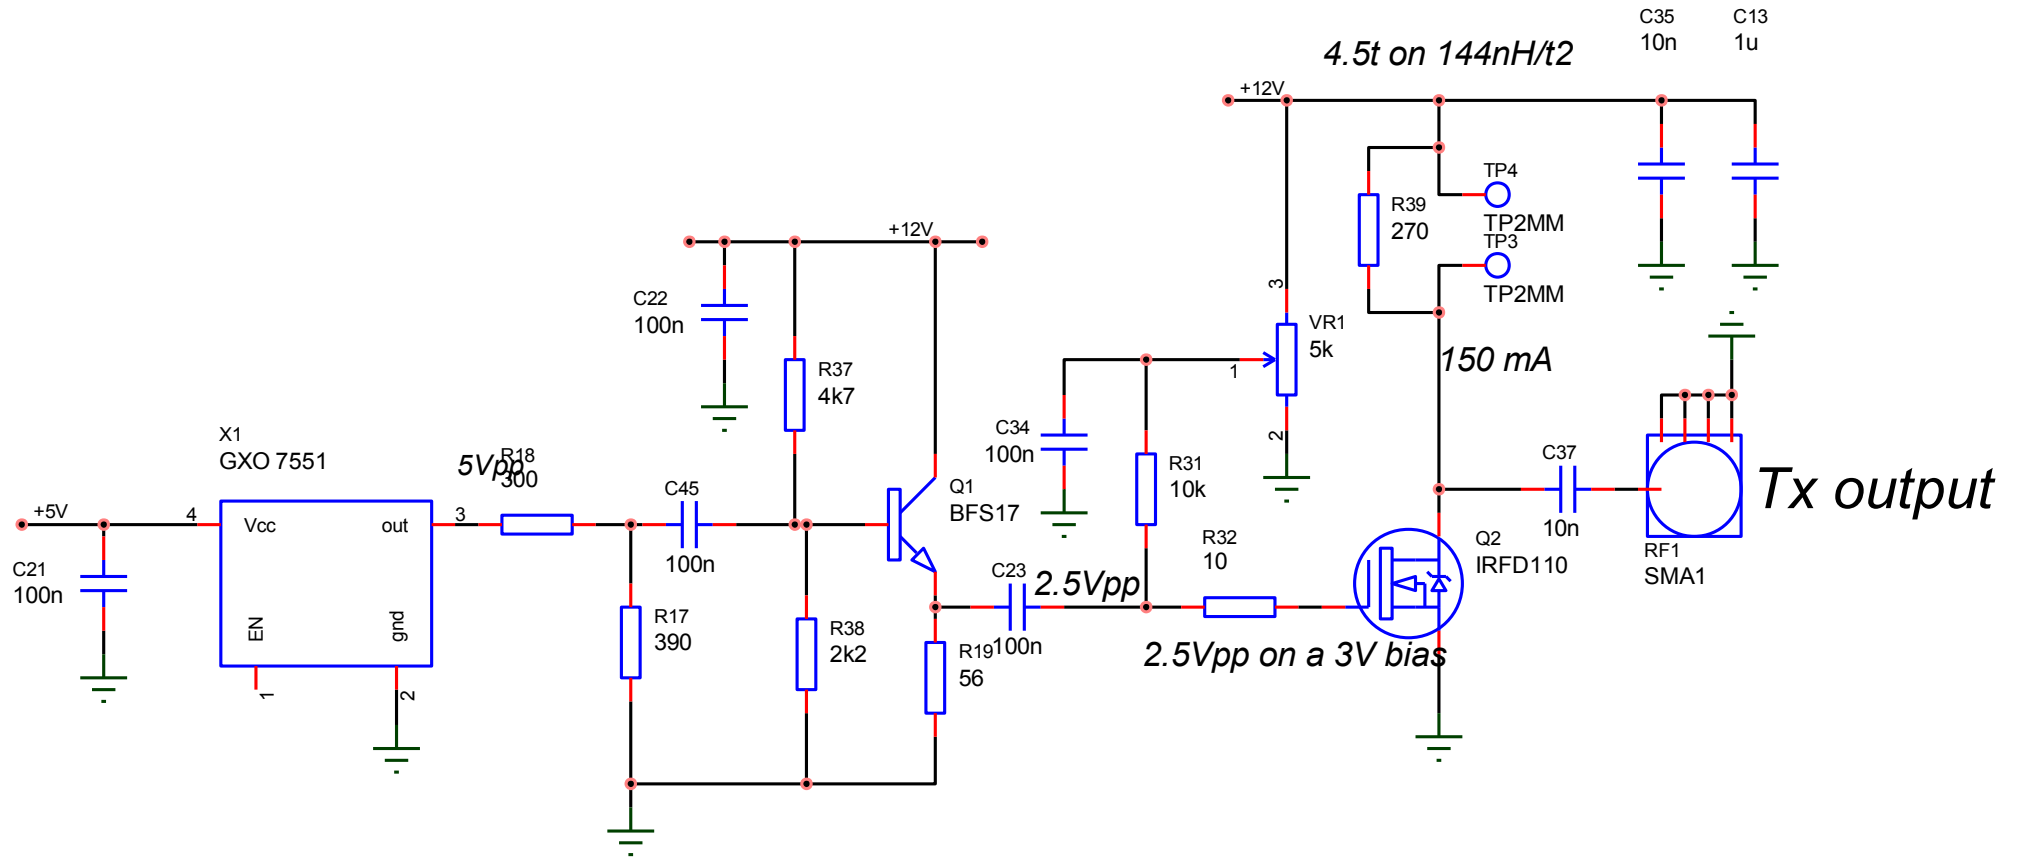 C35
10n
C13
1u
4.5t on 144nH/t2
+12V
TP4
TP2MM
R39
270
TP3
TP2MM
+12V
C22
100n
3
VR1
5k
1
2
150 mA
R37
4k7
C34
100n
R31
10k
X1
GXO 7551
5Vpp
R18
300
C45
100n
Q1
BFS17
C37
10n
Tx output
RF1
SMA1
+5V
4
Vcc
out
3
C21
100n
EN
gnd
1
2
R17
390
R38
2k2
C23
100n
2.5Vpp
R32
10
Q2
IRFD110
R19
56
2.5Vpp on a 3V bias